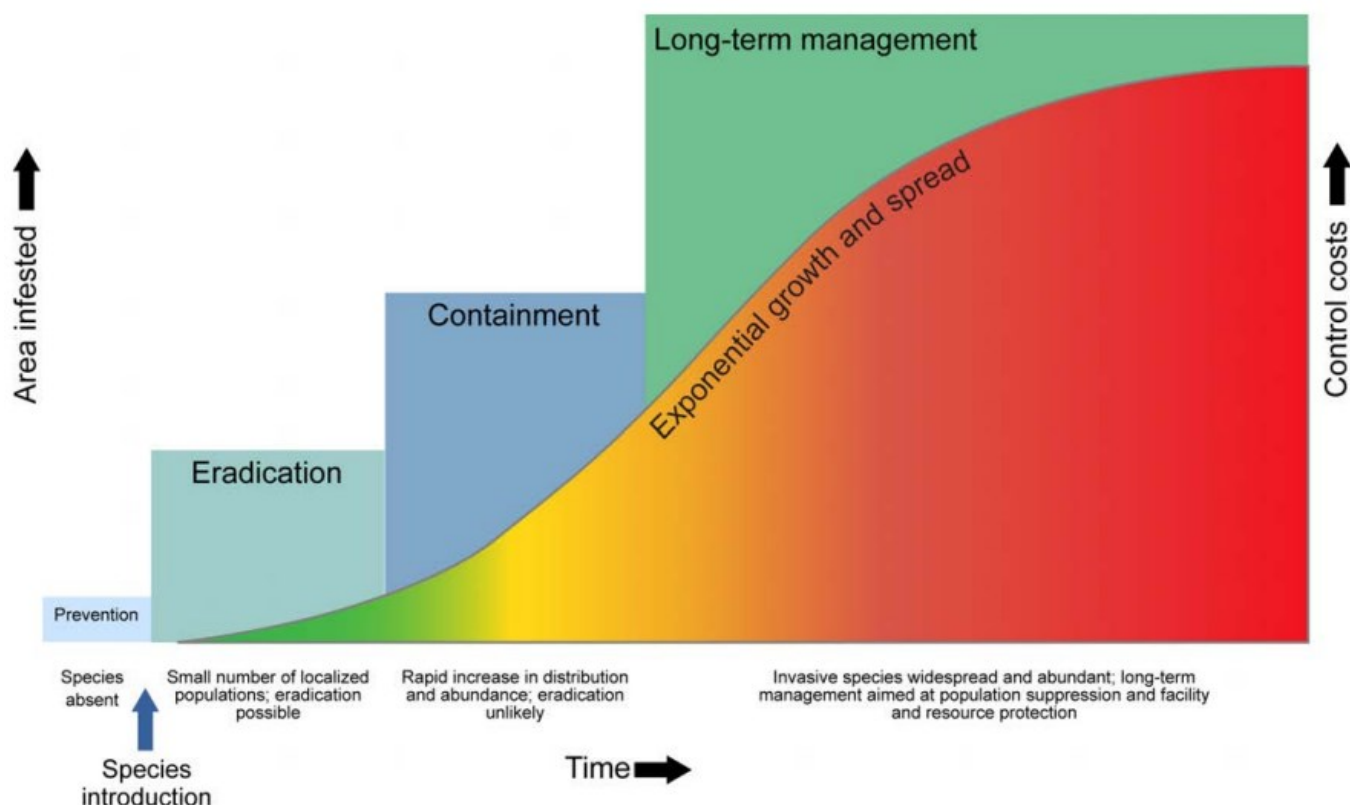 Long-term management
Area infested
Control costs
Exponential growth and spread
Containment
Eradication
Prevention
Species
absent
Small number of localized
populations; eradication
possible
Rapid increase in distribution
and abundance; eradication
unlikely
Invasive species widespread and abundant; long-term
management aimed at population suppression and facility
and resource protection
Species
introduction
Time